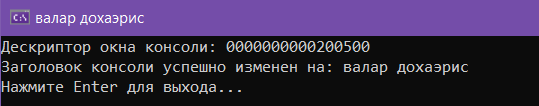 валар дохаэрис
Дескриптор окна консоли: 0000000000200500
Заголовок консоли успешно изменен на: валар дохаэрис
Нажмите Enter для выхода...